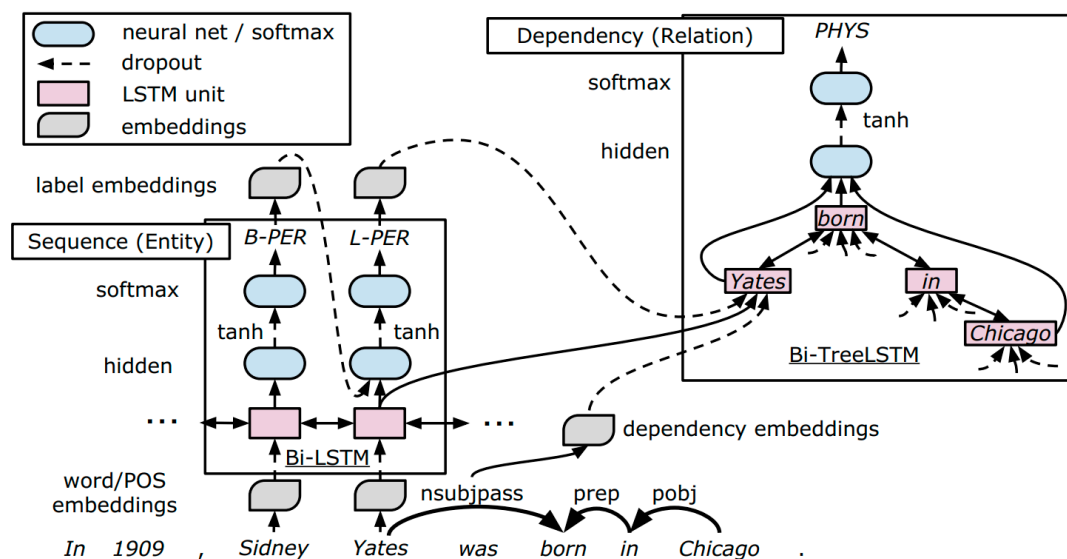 neural net / softmax
dropout
LSTM unit
embeddings
Dependency (Relation)
PHYS
softmax
tanh
hidden
born
Yates
in
Chicago
Bi-TreeLSTM
label embeddings
Sequence (Entity)
B-PER L-PER
softmax
tanh tanh
hidden
... ...
Bi-LSTM
dependency embeddings
word/POS
embeddings
nsubjpass prep pobj
In 1909 , Sidney Yates was born in Chicago .